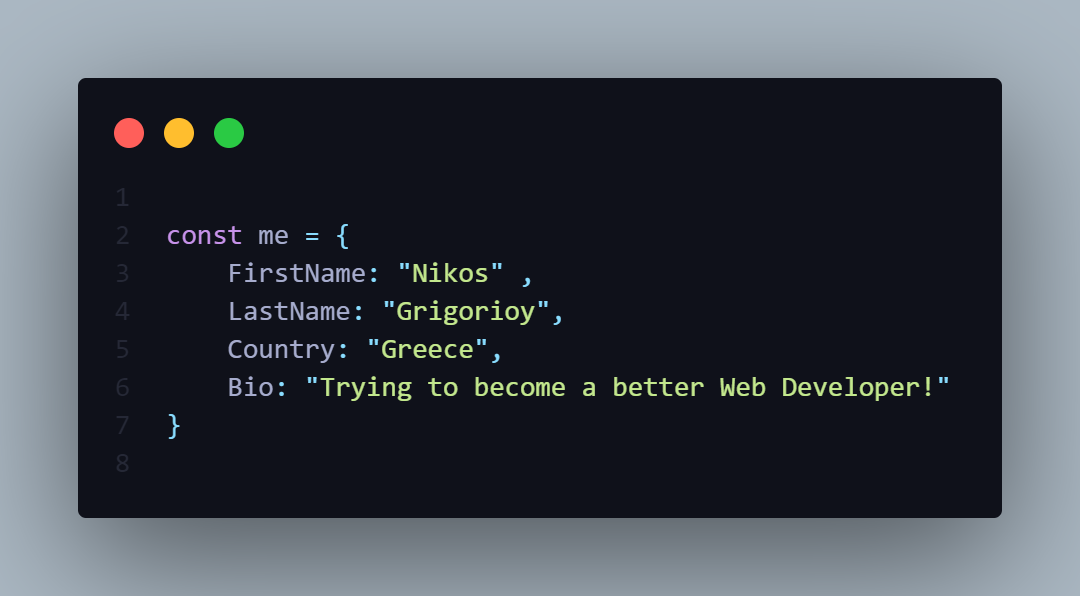 1
2 const me = {
3     FirstName: "Nikos" ,
4     LastName: "Grigorioy",
5     Country: "Greece",
6     Bio: "Trying to become a better Web Developer!"
7 }
8